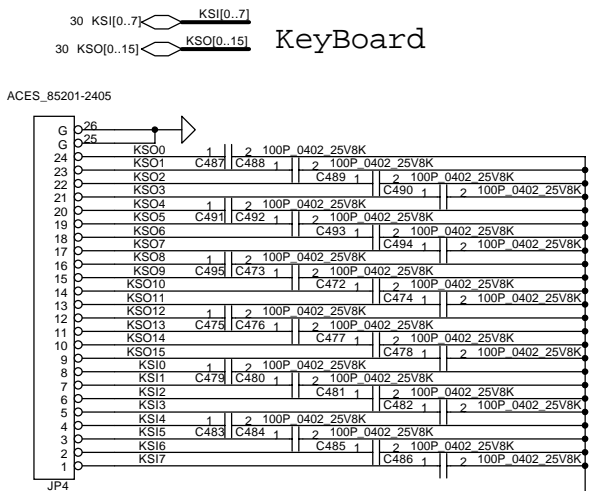 30 KSI[0..7] KSI[0..7]
30 KSO[0..15] KSO[0..15]
KeyBoard
ACES_85201-2405
G 26
G 25
24 KSO0 1 2 100P_0402_25V8K
23 KSO1 C487 C488 1 2 100P_0402_25V8K
22 KSO2 C489 1 2 100P_0402_25V8K
21 KSO3 C490 1 2 100P_0402_25V8K
20 KSO4 1 2 100P_0402_25V8K
19 KSO5 C491 C492 1 2 100P_0402_25V8K
18 KSO6 C493 1 2 100P_0402_25V8K
17 KSO7 C494 1 2 100P_0402_25V8K
16 KSO8 1 2 100P_0402_25V8K
15 KSO9 C495 C473 1 2 100P_0402_25V8K
14 KSO10 C472 1 2 100P_0402_25V8K
13 KSO11 C474 1 2 100P_0402_25V8K
12 KSO12 1 2 100P_0402_25V8K
11 KSO13 C475 C476 1 2 100P_0402_25V8K
10 KSO14 C477 1 2 100P_0402_25V8K
9 KSO15 C478 1 2 100P_0402_25V8K
8 KSI0 1 2 100P_0402_25V8K
7 KSI1 C479 C480 1 2 100P_0402_25V8K
6 KSI2 C481 1 2 100P_0402_25V8K
5 KSI3 C482 1 2 100P_0402_25V8K
4 KSI4 1 2 100P_0402_25V8K
3 KSI5 C483 C484 1 2 100P_0402_25V8K
2 KSI6 C485 1 2 100P_0402_25V8K
1 KSI7 C486 1 2 100P_0402_25V8K
JP4